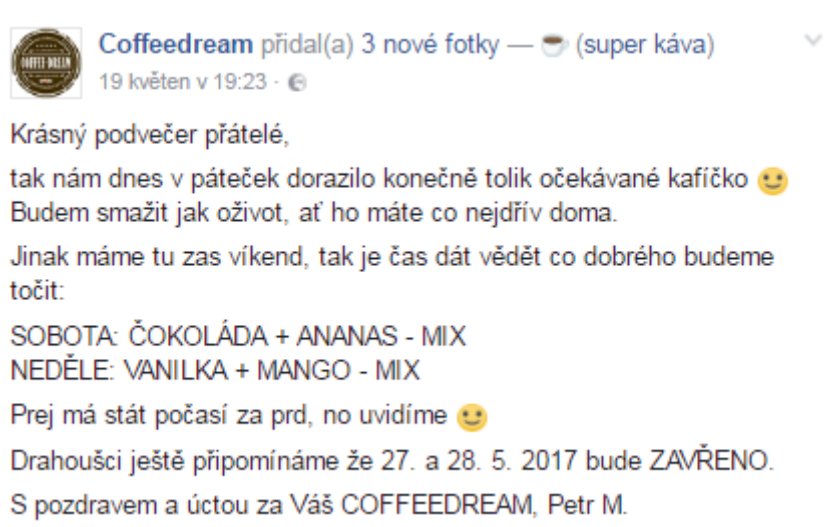 COFFEE-DREAM
Coffeedream přidal(a) 3 nové fotky — ☕ (super káva)
19 květen v 19:23 ·
Krásný podvečer přátelé,
tak nám dnes v páteček dorazilo konečně tolik očekávané kafíčko 🙂
Budem smažit jak oživot, ať ho máte co nejdřív doma.
Jinak máme tu zas víkend, tak je čas dát vědět co dobrého budeme
točit:
SOBOTA: ČOKOLÁDA + ANANAS - MIX
NEDĚLE: VANILKA + MANGO - MIX
Prej má stát počasí za prd, no uvidíme 🙂
Drahoušci ještě připomínáme že 27. a 28. 5. 2017 bude ZAVŘENO.
S pozdravem a úctou za Váš COFFEEDREAM, Petr M.